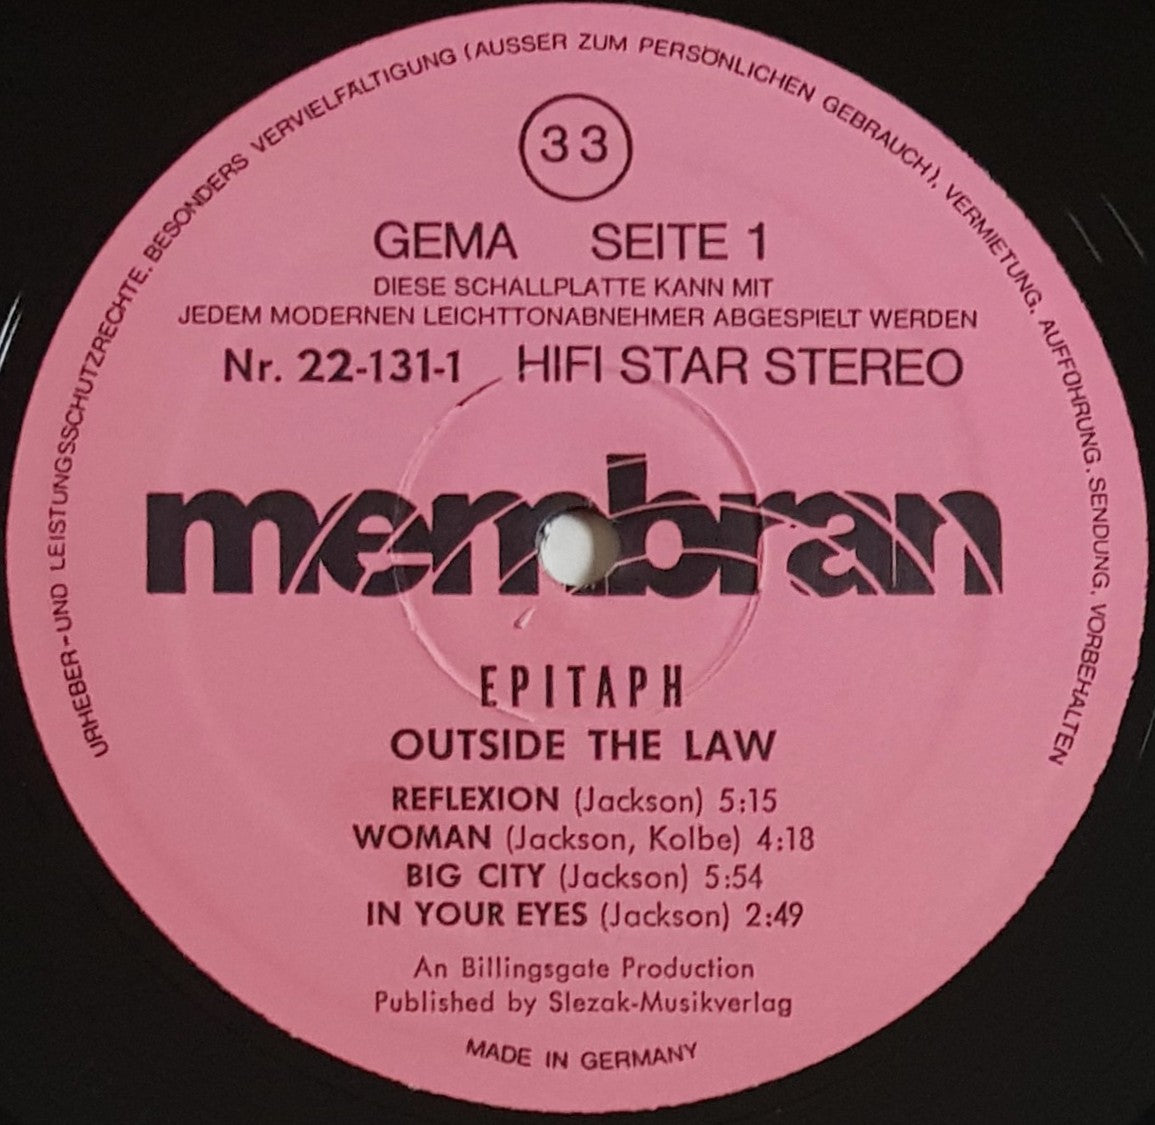 URHEBER- UND LEISTUNGSSCHUTZRECHTE, BESONDERS VERVIELFÄLTIGUNG (AUSSER ZUM PERSÖNLICHEN GEBRAUCH), VERMIETUNG, AUFFÜHRUNG, SENDUNG, VORBEHALTEN
33
GEMA SEITE 1
DIESE SCHALLPLATTE KANN MIT
JEDEM MODERNEN LEICHTTONABNEHMER ABGESPIELT WERDEN
Nr. 22-131-1 HIFI STAR STEREO
membran
EPITAPH
OUTSIDE THE LAW
REFLEXION (Jackson) 5:15
WOMAN (Jackson, Kolbe) 4:18
BIG CITY (Jackson) 5:54
IN YOUR EYES (Jackson) 2:49
An Billingsgate Production
Published by Slezak-Musikverlag
MADE IN GERMANY